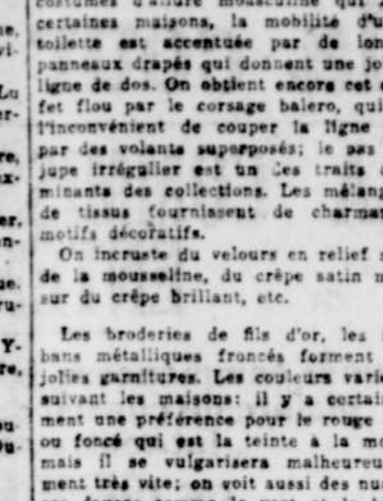 costumes d'allure
certaines maisons, la mobilité d'u
toilette est accentuée par de lon
panneaux drapés qui donnent une jo
ligne de dos. On obtient encore cet e
fet flou par le corsage balero, qui
l'inconvénient de couper la ligne
par des volants superposés; le bas
jupe irrégulier est un des traits
minants des collections. Les mélan
de tissus fournissent de charma
motifs décoratifs.
On incruste du velours en relief s
de la mousseline, du crêpe satin m
sur du crêpe brillant, etc.
Les broderies de fils d'or, les
bans métalliques froncés forment
jolies garnitures. Les couleurs vari
suivant les maisons: il y a certai
ment une préférence pour le rouge
ou foncé qui est la teinte à la mo
mais il se vulgarisera malheureu
ment très vite; on voit aussi des nu